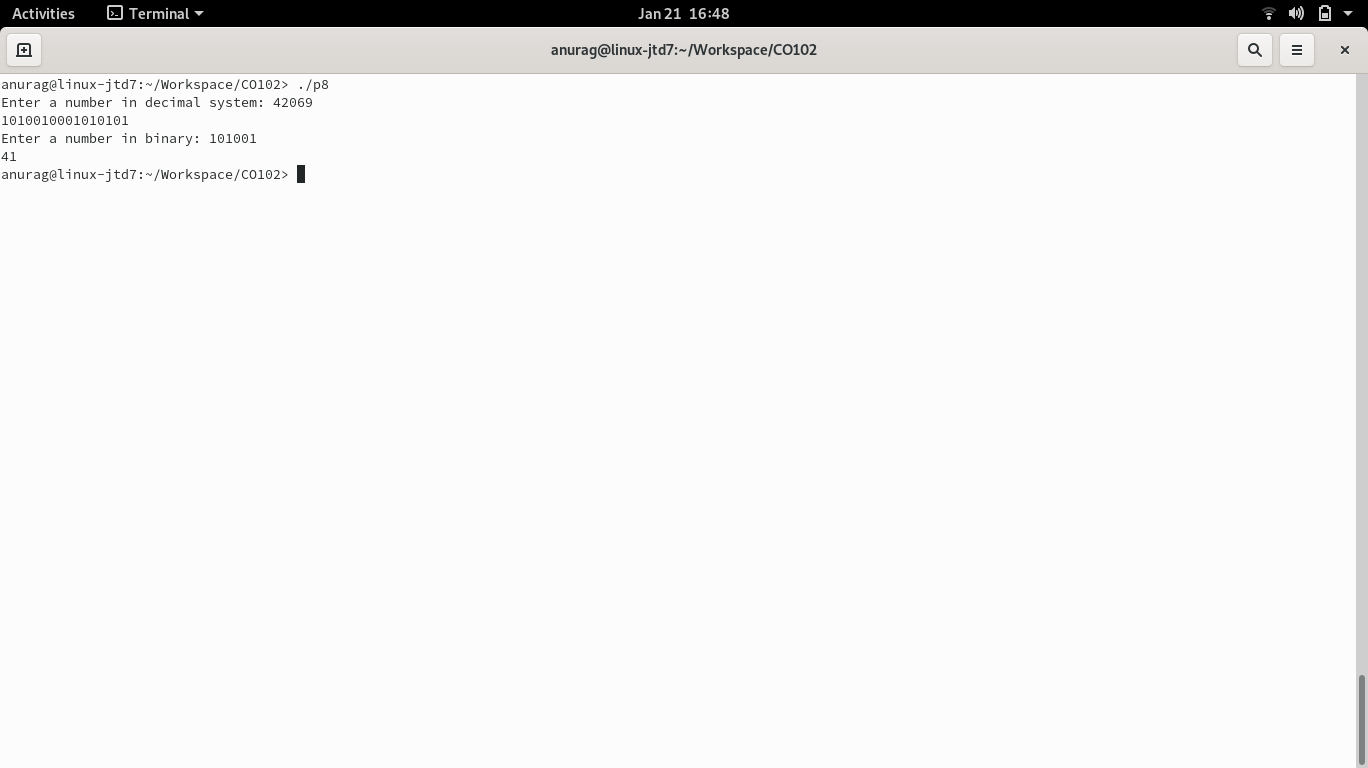 Activities Terminal Jan 21 16:48
anurag@linux-jtd7:~/Workspace/CO102
anurag@linux-jtd7:~/Workspace/CO102> ./p8
Enter a number in decimal system: 42069
1010010001010101
Enter a number in binary: 101001
41
anurag@linux-jtd7:~/Workspace/CO102>